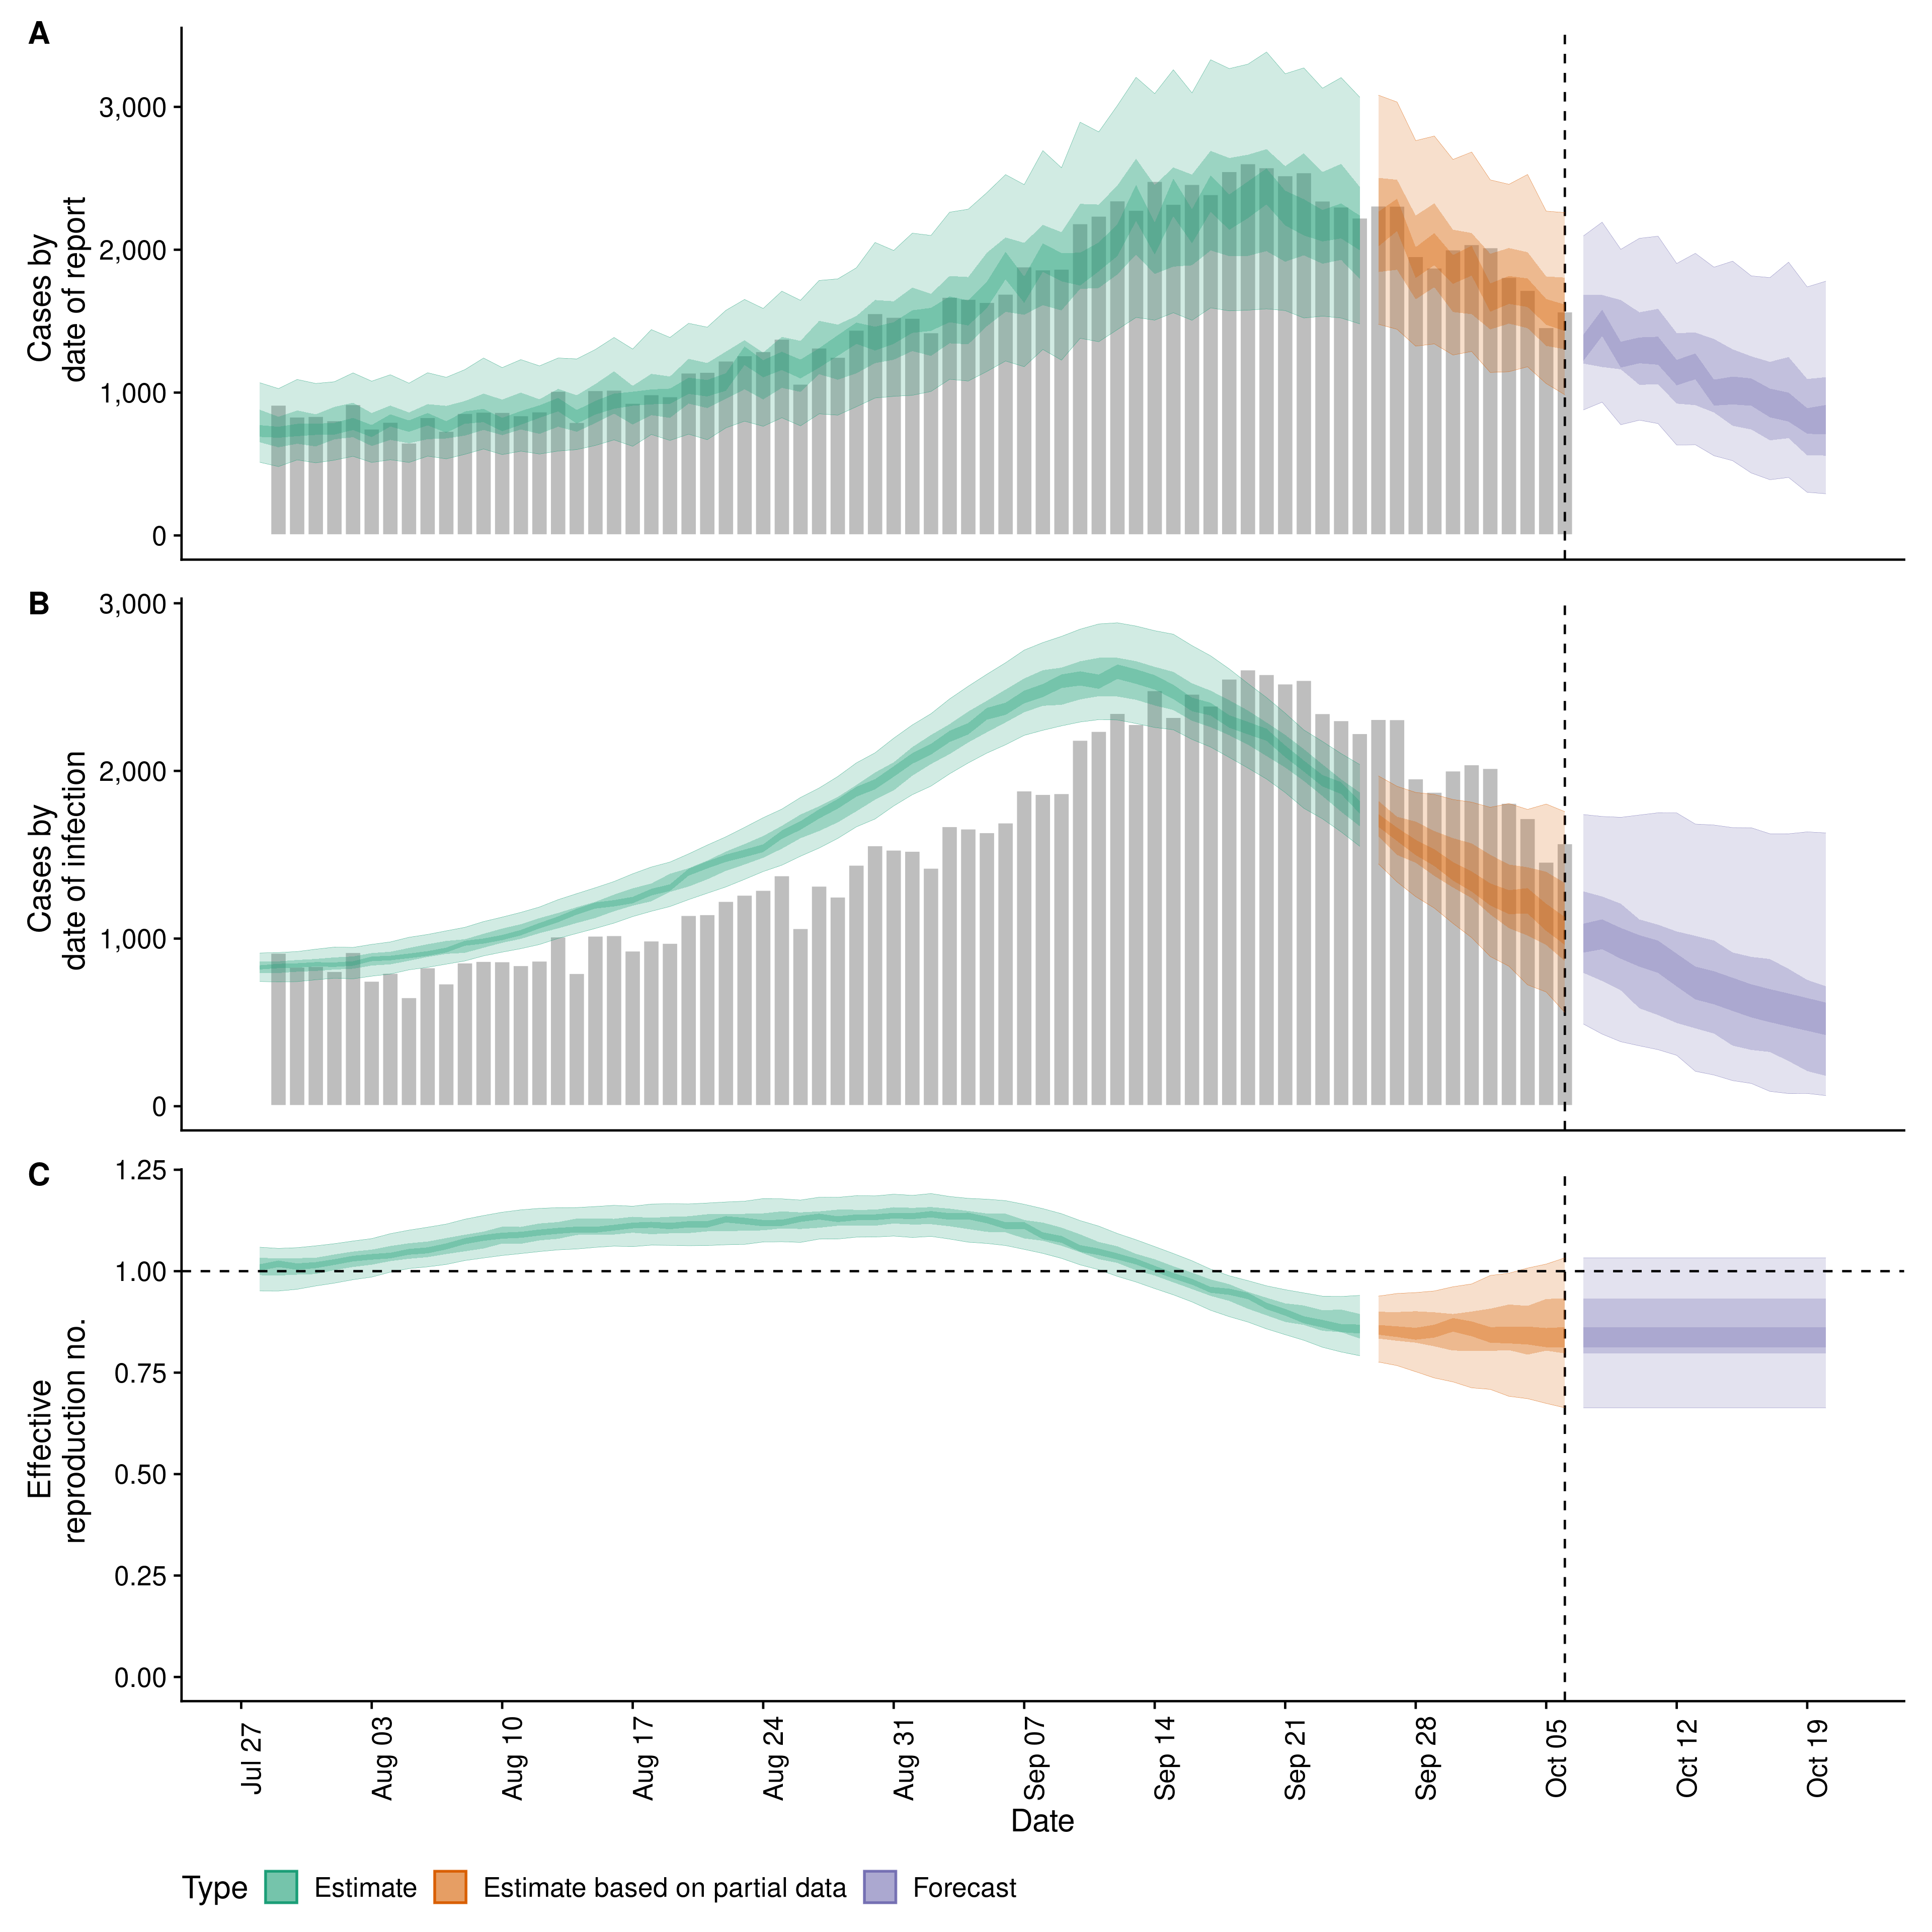 A
Cases by
date of report
3,000
2,000
1,000
0
B
Cases by
date of infection
3,000
2,000
1,000
0
C
Effective
reproduction no.
1.25
1.00
0.75
0.50
0.25
0.00
Jul 27
Aug 03
Aug 10
Aug 17
Aug 24
Aug 31
Sep 07
Sep 14
Sep 21
Sep 28
Oct 05
Oct 12
Oct 19
Date
Type Estimate Estimate based on partial data Forecast